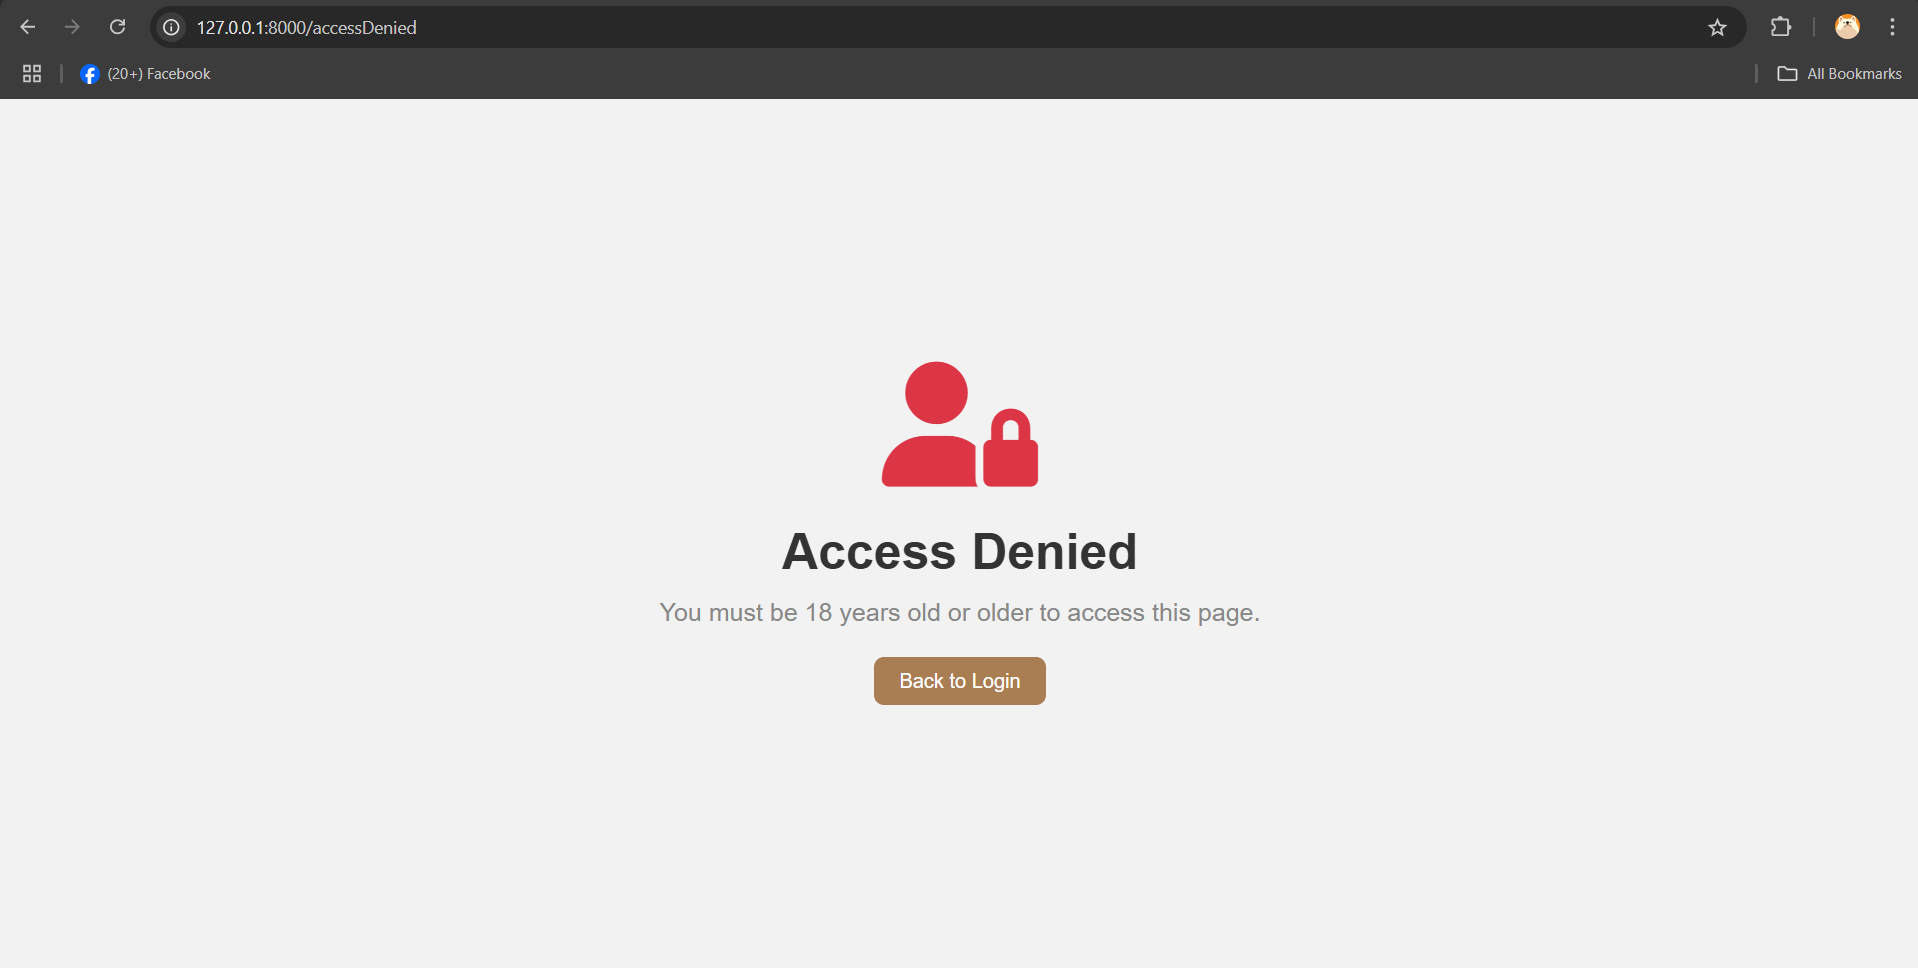 127.0.0.1:8000/accessDenied
(20+) Facebook
All Bookmarks
Access Denied
You must be 18 years old or older to access this page.
Back to Login